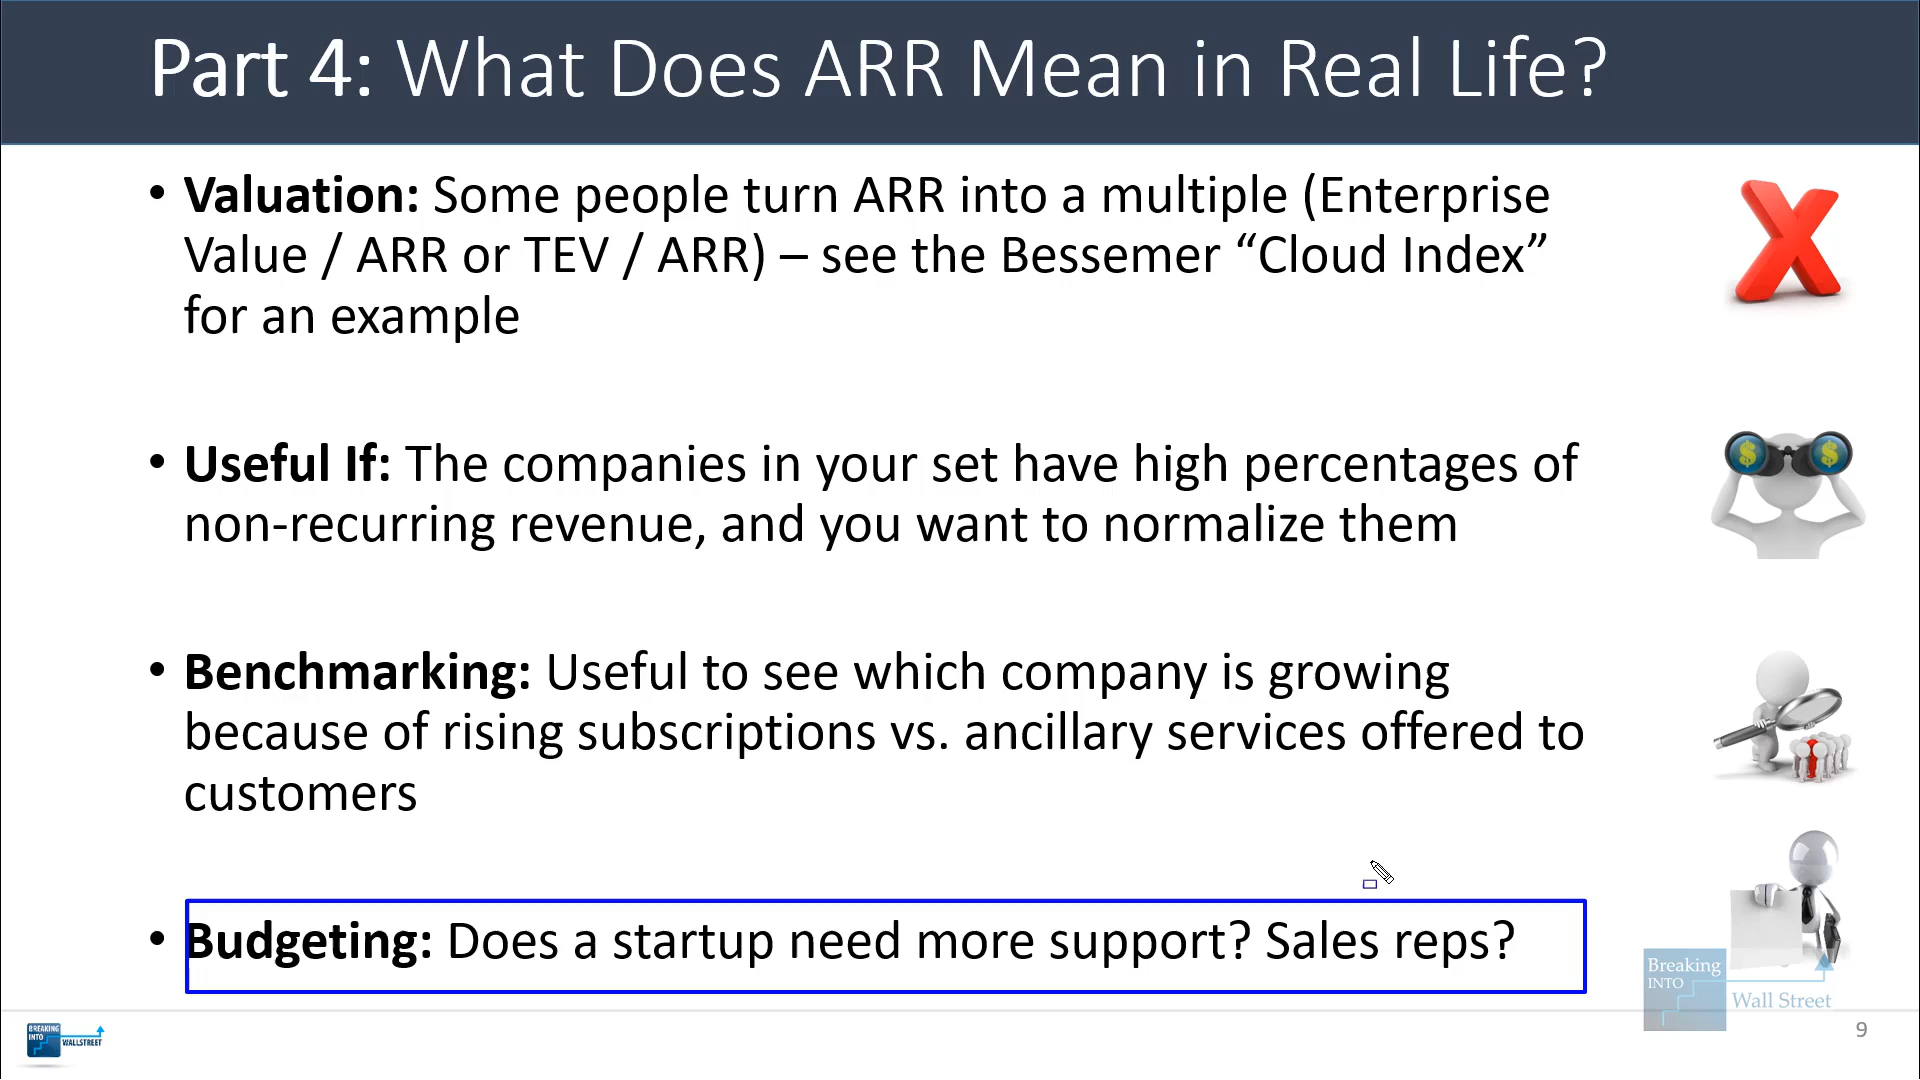 Part 4: What Does ARR Mean in Real Life?
• Valuation: Some people turn ARR into a multiple (Enterprise
Value / ARR or TEV / ARR) – see the Bessemer “Cloud Index”
for an example
• Useful If: The companies in your set have high percentages of
non-recurring revenue, and you want to normalize them
• Benchmarking: Useful to see which company is growing
because of rising subscriptions vs. ancillary services offered to
customers
• Budgeting: Does a startup need more support? Sales reps?
Breaking
INTO
Wall Street
BREAKING
INTO
WALLSTREET
9